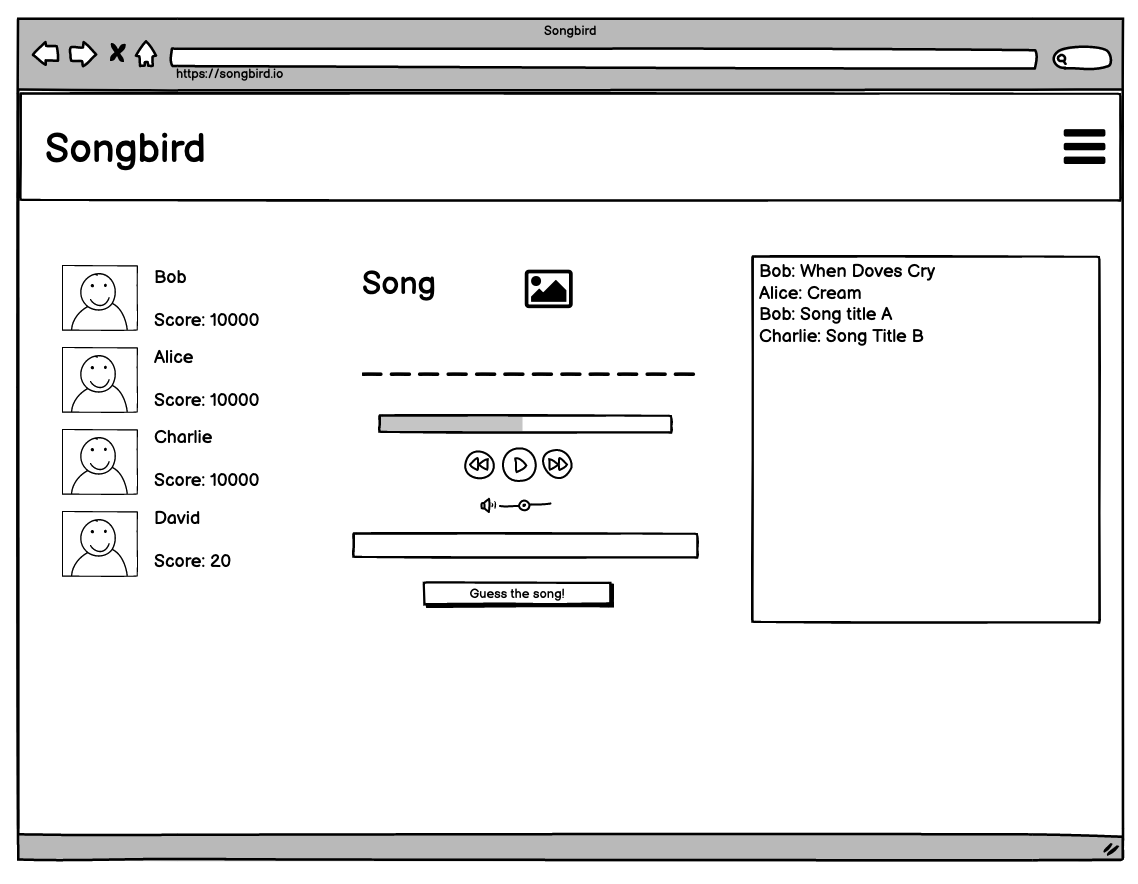 Songbird
https://songbird.io
Songbird
Bob
Score: 10000
Alice
Score: 10000
Charlie
Score: 10000
David
Score: 20
Song
Guess the song!
Bob: When Doves Cry
Alice: Cream
Bob: Song title A
Charlie: Song Title B